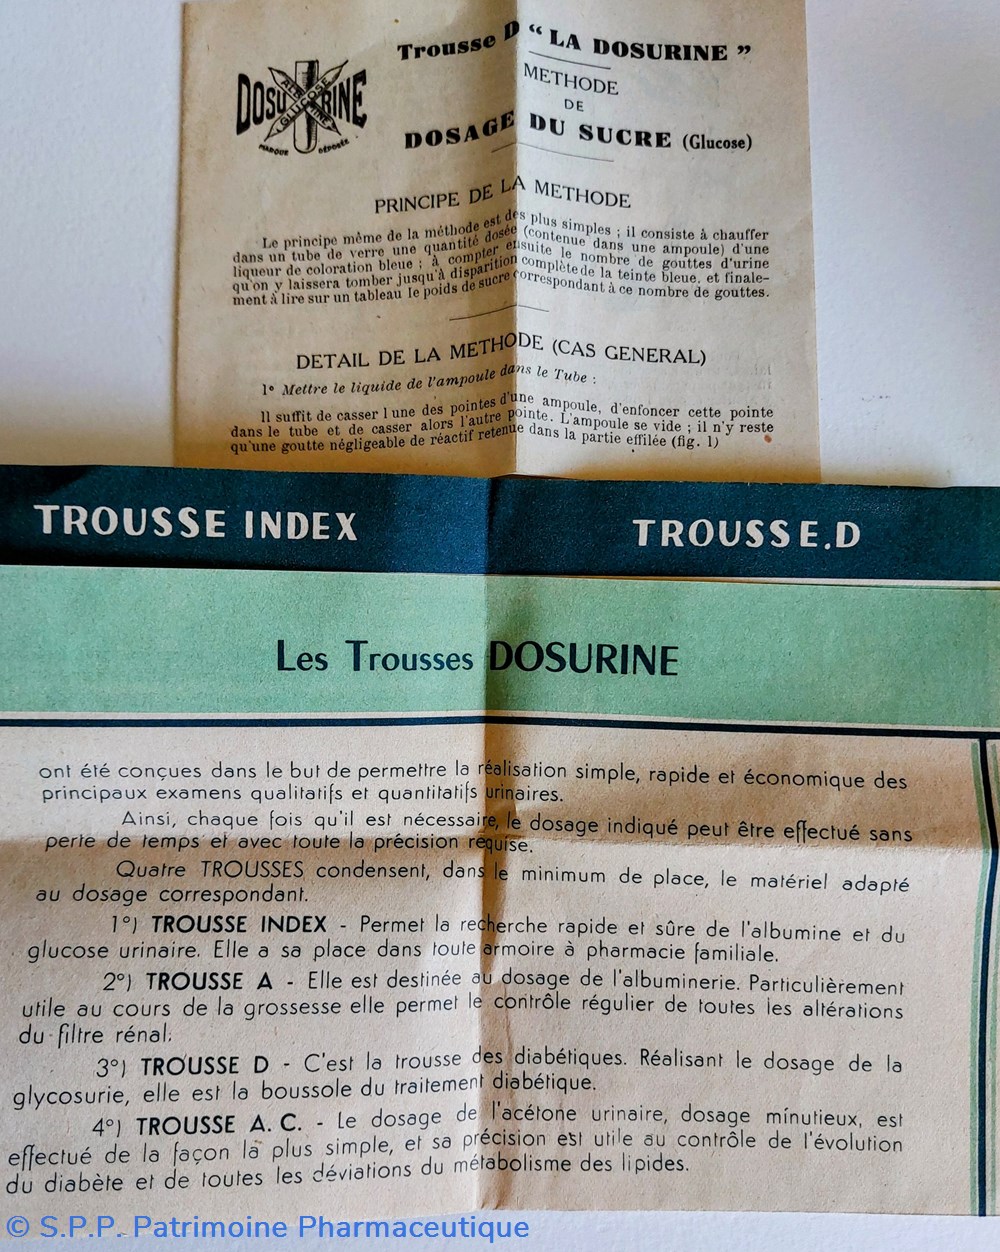 Trousse D “ LA DOSURINE ”
DOSURINE
ALBUMINE
GLUCOSE
MARQUE DÉPOSÉE
METHODE
DE
DOSAGE DU SUCRE (Glucose)
PRINCIPE DE LA METHODE
Le principe même de la méthode est des plus simples ; il consiste à chauffer
dans un tube de verre une quantité dosée (contenue dans une ampoule) d'une
liqueur de coloration bleue ; à compter ensuite le nombre de gouttes d'urine
qu'on y laissera tomber jusqu'à disparition complète de la teinte bleue, et finale-
ment à lire sur un tableau le poids de sucre correspondant à ce nombre de gouttes.
DETAIL DE LA METHODE (CAS GENERAL)
1° Mettre le liquide de l'ampoule dans le Tube :
Il suffit de casser l une des pointes d'une ampoule, d'enfoncer cette pointe
dans le tube et de casser alors l'autre pointe. L'ampoule se vide ; il n'y reste
qu'une goutte négligeable de réactif retenue dans la partie effilée (fig. 1)
TROUSSE INDEX
TROUSSE.D
Les Trousses DOSURINE
ont été conçues dans le but de permettre la réalisation simple, rapide et économique des
principaux examens qualitatifs et quantitatifs urinaires.
Ainsi, chaque fois qu'il est nécessaire, le dosage indiqué peut être effectué sans
perte de temps et avec toute la précision requise.
Quatre TROUSSES condensent, dans le minimum de place, le matériel adapté
au dosage correspondant.
1°) TROUSSE INDEX - Permet la recherche rapide et sûre de l'albumine et du
glucose urinaire. Elle a sa place dans toute armoire à pharmacie familiale.
2°) TROUSSE A - Elle est destinée au dosage de l'albuminerie. Particulièrement
utile au cours de la grossesse elle permet le contrôle régulier de toutes les altérations
du filtre rénal.
3°) TROUSSE D - C'est la trousse des diabétiques. Réalisant le dosage de la
glycosurie, elle est la boussole du traitement diabétique.
4°) TROUSSE A. C. - Le dosage de l'acétone urinaire, dosage minutieux, est
effectué de la façon la plus simple, et sa précision est utile au contrôle de l'évolution
du diabète et de toutes les déviations du métabolisme des lipides.
© S.P.P. Patrimoine Pharmaceutique